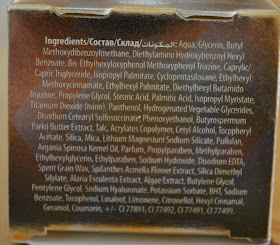 Ingredients/Состав/Склад/المكونات: Aqua, Glycerin, Butyl
Methoxydibenzoylmethane, Diethylamino Hydroxybenzoyl Hexyl
Benzoate, Bis- Ethylhexyloxyphenol Methoxyphenyl Triazine, Caprylic/
Capric Triglyceride, Isopropyl Palmitate, Cyclopentasiloxane, Ethylhexyl
Methoxycinnamate, Ethylhexyl Palmitate, Diethylhexyl Butamido
Triazone, Propylene Glycol, Stearic Acid, Palmitic Acid, Isopropyl Myristate,
Titanium Dioxide (nano), Panthenol, Hydrogenated Vegetable Glycerides,
Disodium Cetearyl Sulfosuccinate, Phenoxyethanol, Butyrospermum
Parkii Butter Extract, Talc, Acrylates Copolymer, Cetyl Alcohol, Tocopheryl
Acetate, Silica, Mica, Lithium Magnesium Sodium Silicate, Pullulan,
Argania Spinosa Kernel Oil, Parfum, Propylparaben, Methylparaben,
Ethylhexylglycerin, Ethylparaben, Sodium Hydroxide, Disodium EDTA,
Spent Grain Wax, Spilanthes Acmella Flower Extract, Silica Dimethyl
Silylate, Alaria Esculenta Extract, Algae Extract, Butylene Glycol,
Pentylene Glycol, Sodium Hyaluronate, Potassium Sorbate, BHT, Sodium
Benzoate, Tocopherol, Linalool, Limonene, Citronellol, Hexyl Cinnamal,
Geraniol, Coumarin, +/- CI 77891, CI 77492, CI 77491, CI 77499.